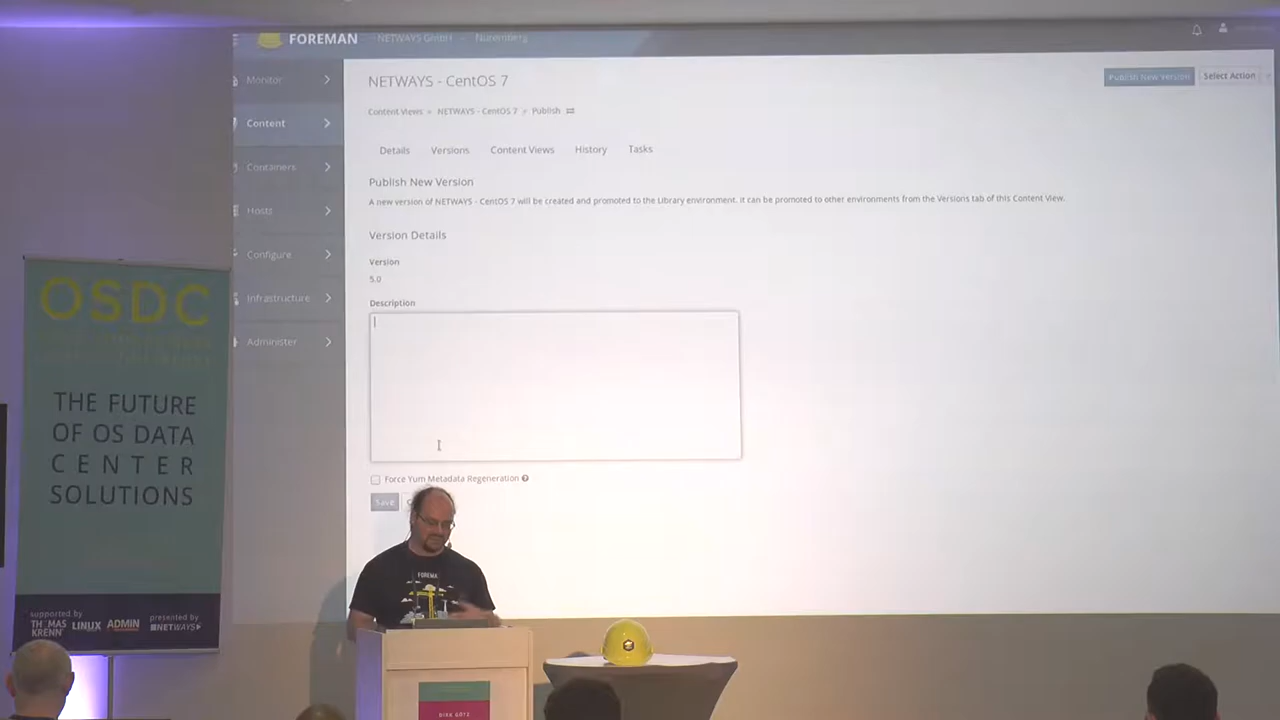 FOREMAN NETWAYS GmbH Nuremberg
Monitor
Content
Containers
Hosts
Configure
Infrastructure
Administer
NETWAYS - CentOS 7
Publish New Version Select Action
Content Views » NETWAYS - CentOS 7 » Publish
Details Versions Content Views History Tasks
Publish New Version
A new version of NETWAYS - CentOS 7 will be created and promoted to the Library environment. It can be promoted to other environments from the Versions tab of this Content View.
Version Details
Version
5.0
Description
Force Yum Metadata Regeneration
Save
OSDC
THE FUTURE
OF OS DATA
CENTER
SOLUTIONS
supported by
THOMAS
KRENN
LINUX
ADMIN
presented by
NETWAYS
FOREMA
DIRK GÖTZ